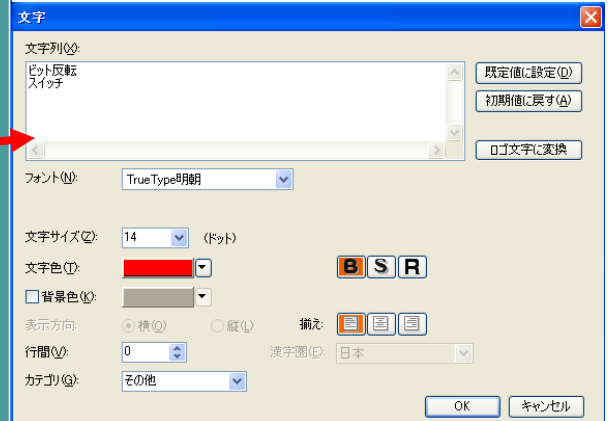 文字
文字列(X):
ビット反転
スイッチ
既定値に設定(D)
初期値に戻す(A)
ロゴ文字に変換
フォント(N): TrueType明朝
文字サイズ(Z): 14 (ドット)
文字色(T): B S R
背景色(K):
表示方向: 横(O) 縦(L) 揃え:
行間(V): 0 漢字圏(E): 日本
カテゴリ(G): その他
OK キャンセル